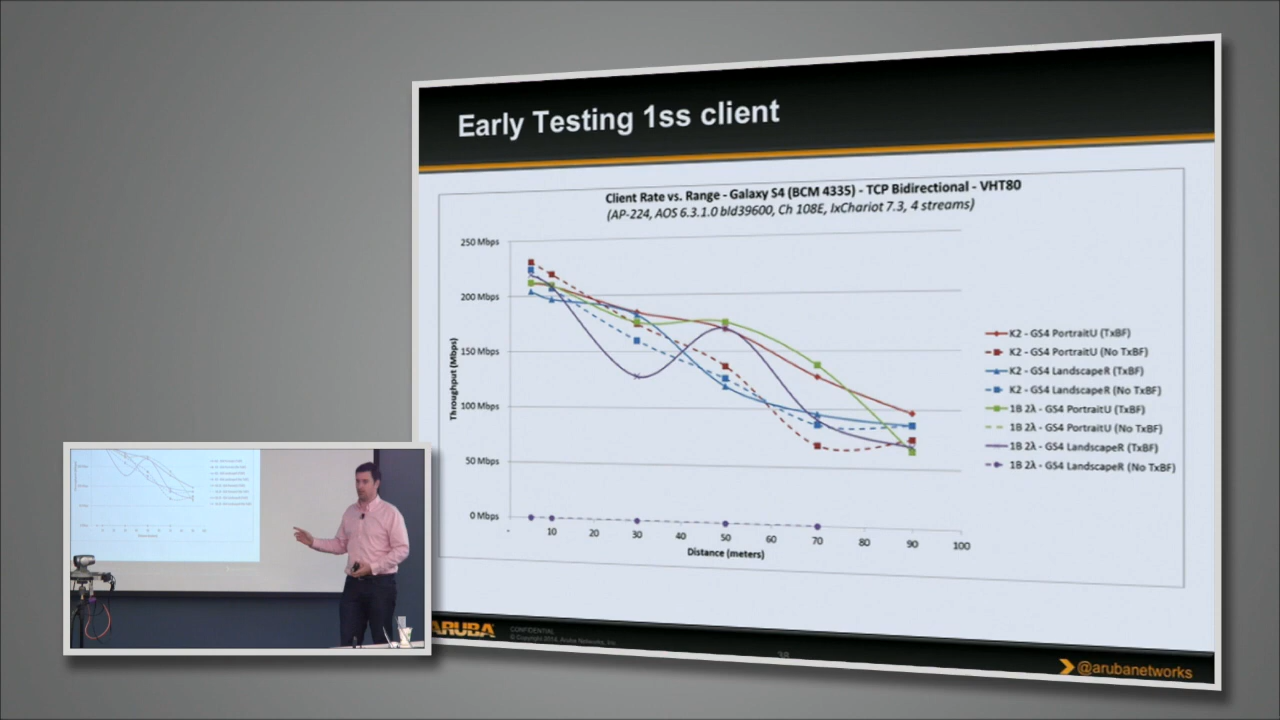 Early Testing 1ss client
Client Rate vs. Range - Galaxy S4 (BCM 4335) - TCP Bidirectional - VHT80
(AP-224, AOS 6.3.1.0 bld39600, Ch 108E, IxChariot 7.3, 4 streams)
250 Mbps
200 Mbps
150 Mbps
100 Mbps
50 Mbps
0 Mbps
Throughput (Mbps)
- 10 20 30 40 50 60 70 80 90 100
Distance (meters)
K2 - GS4 PortraitU (TxBF)
K2 - GS4 PortraitU (No TxBF)
K2 - GS4 LandscapeR (TxBF)
K2 - GS4 LandscapeR (No TxBF)
1B 2λ - GS4 PortraitU (TxBF)
1B 2λ - GS4 PortraitU (No TxBF)
1B 2λ - GS4 LandscapeR (TxBF)
1B 2λ - GS4 LandscapeR (No TxBF)
ARUBA
CONFIDENTIAL
© Copyright 2014. Aruba Networks, Inc.
38
@arubanetworks